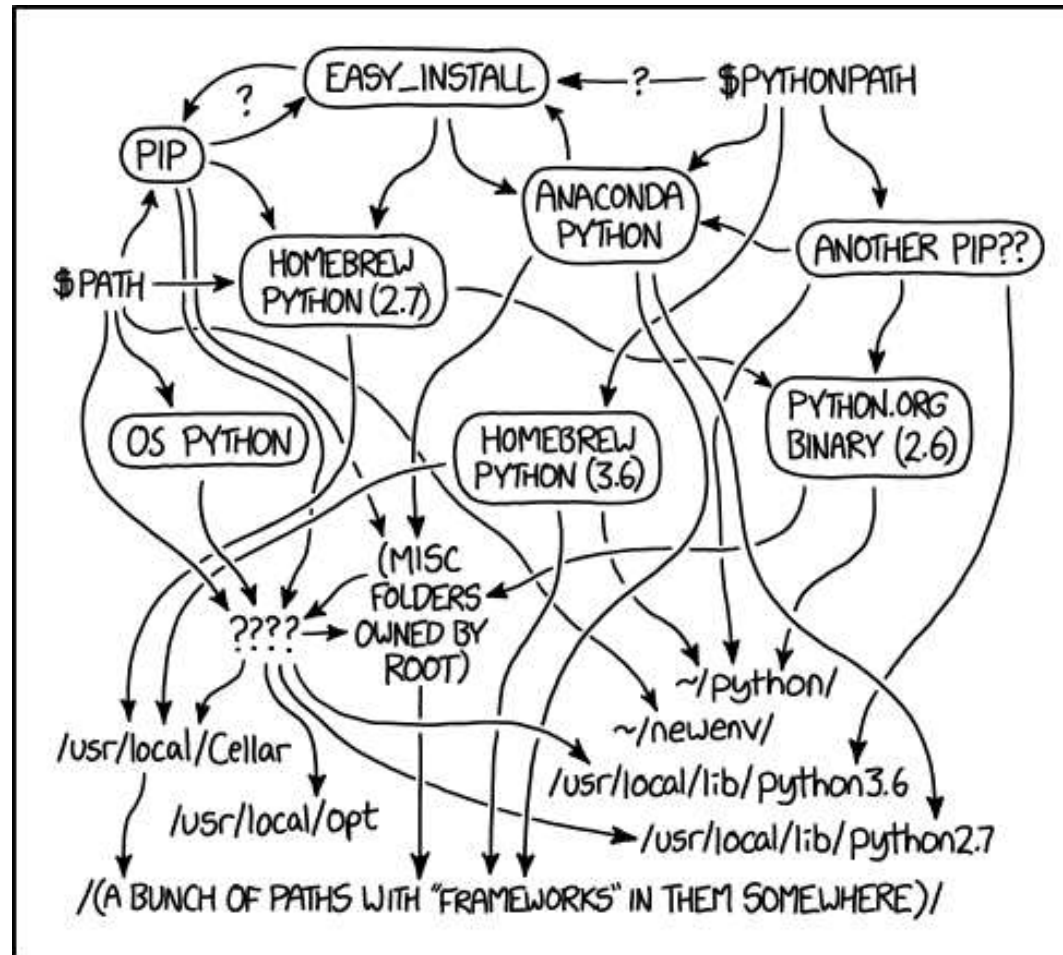 EASY_INSTALL
?
$PYTHONPATH
?
PIP
ANACONDA
PYTHON
ANOTHER PIP??
HOMEBREW
PYTHON (2.7)
$PATH
OS PYTHON
HOMEBREW
PYTHON (3.6)
PYTHON.ORG
BINARY (2.6)
(MISC
FOLDERS
OWNED BY
ROOT)
????
~/python/
~/newenv/
/usr/local/Cellar
/usr/local/lib/python3.6
/usr/local/opt
/usr/local/lib/python2.7
/(A BUNCH OF PATHS WITH "FRAMEWORKS" IN THEM SOMEWHERE)/